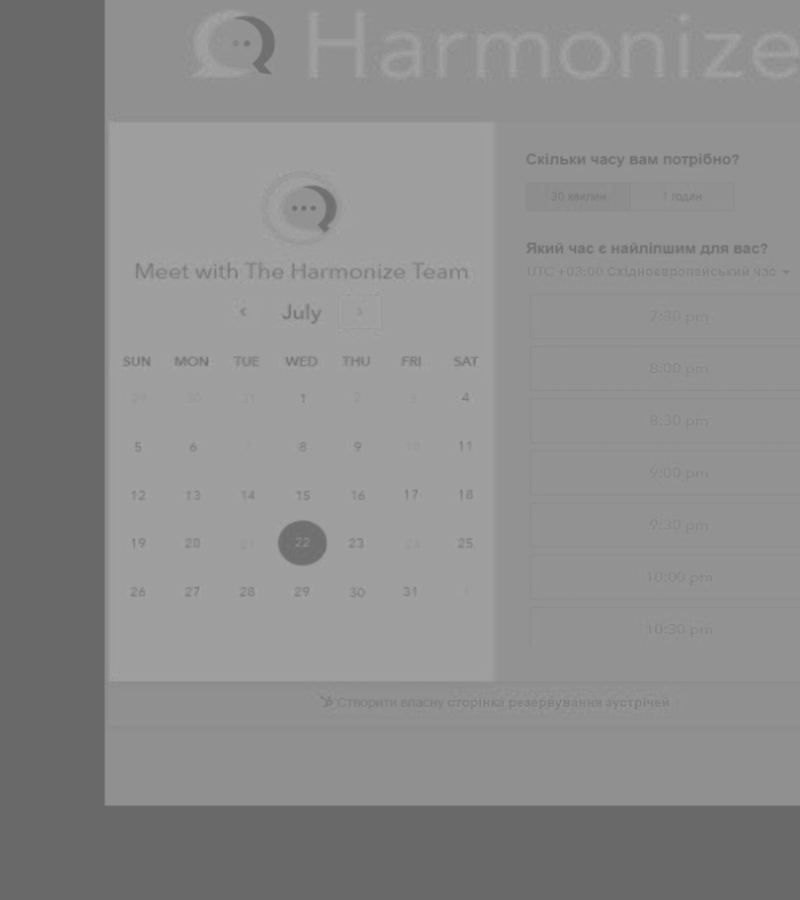 Harmonize
Meet with The Harmonize Team
July
SUN MON TUE WED THU FRI SAT
29 30 31 1 2 3 4
5 6 7 8 9 10 11
12 13 14 15 16 17 18
19 20 21 22 23 24 25
26 27 28 29 30 31 1
Скільки часу вам потрібно?
30 хвилин 1 годин
Який час є найліпшим для вас?
UTC +03:00 Східноєвропейський час
7:30 pm
8:00 pm
8:30 pm
9:00 pm
9:30 pm
10:00 pm
10:30 pm
Створити власну сторінка резервування зустрічей